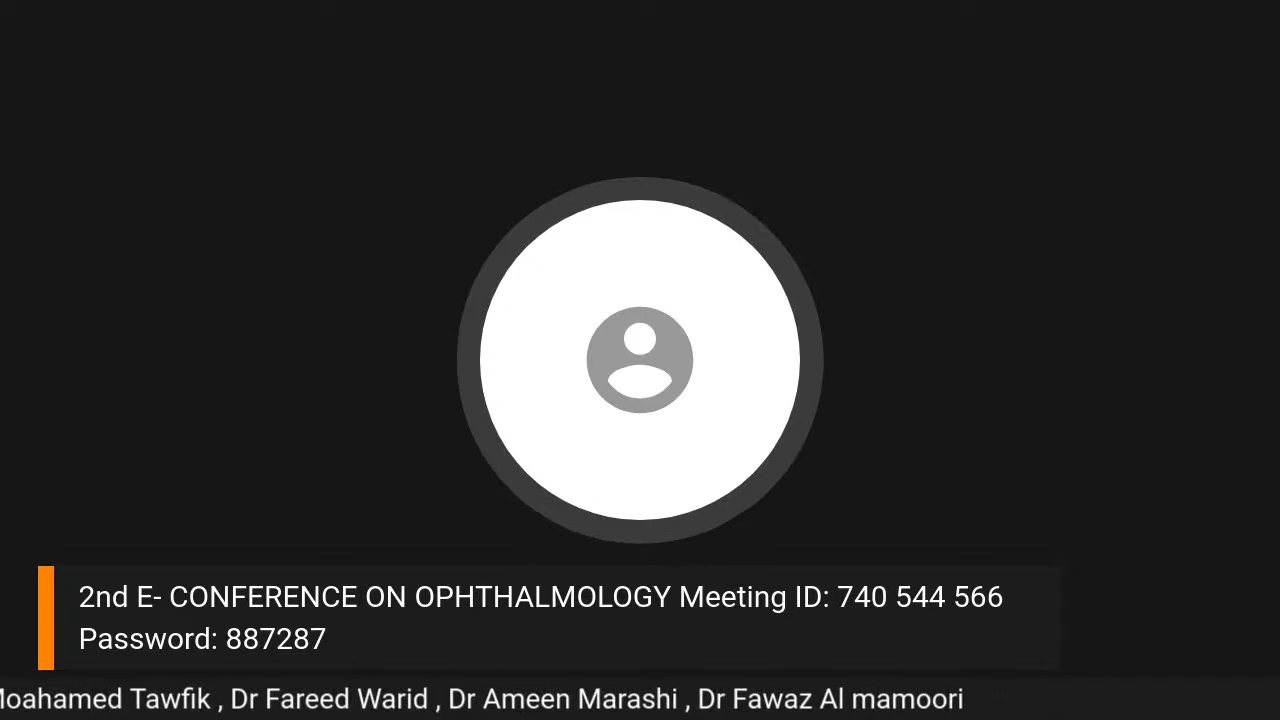 2nd E- CONFERENCE ON OPHTHALMOLOGY Meeting ID: 740 544 566
Password: 887287
Tawfik , Dr Fareed Warid , Dr Ameen Marashi , Dr Fawaz Al mamoori